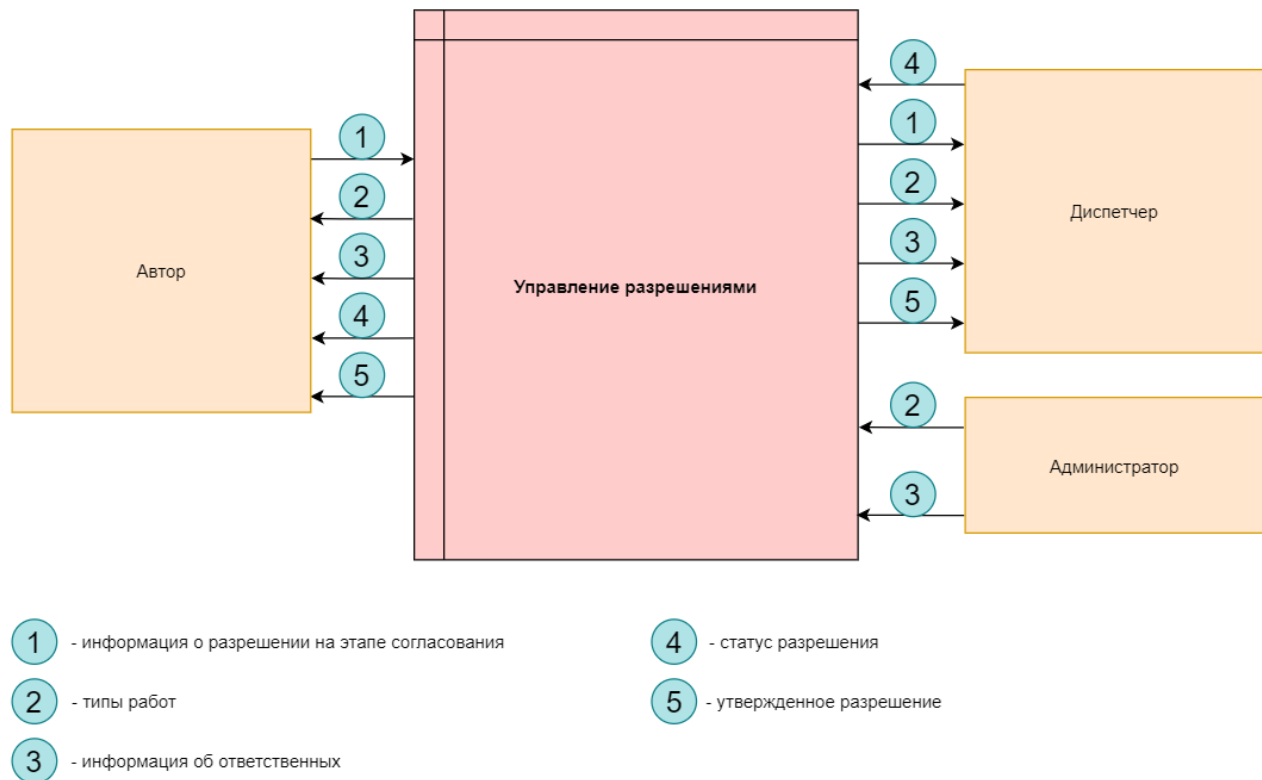 4
1
1
2
2
Диспетчер
3
3
Автор
Управление разрешениями
4
5
5
2
Администратор
3
1 - информация о разрешении на этапе согласования
4 - статус разрешения
2 - типы работ
5 - утвержденное разрешение
3 - информация об ответственных